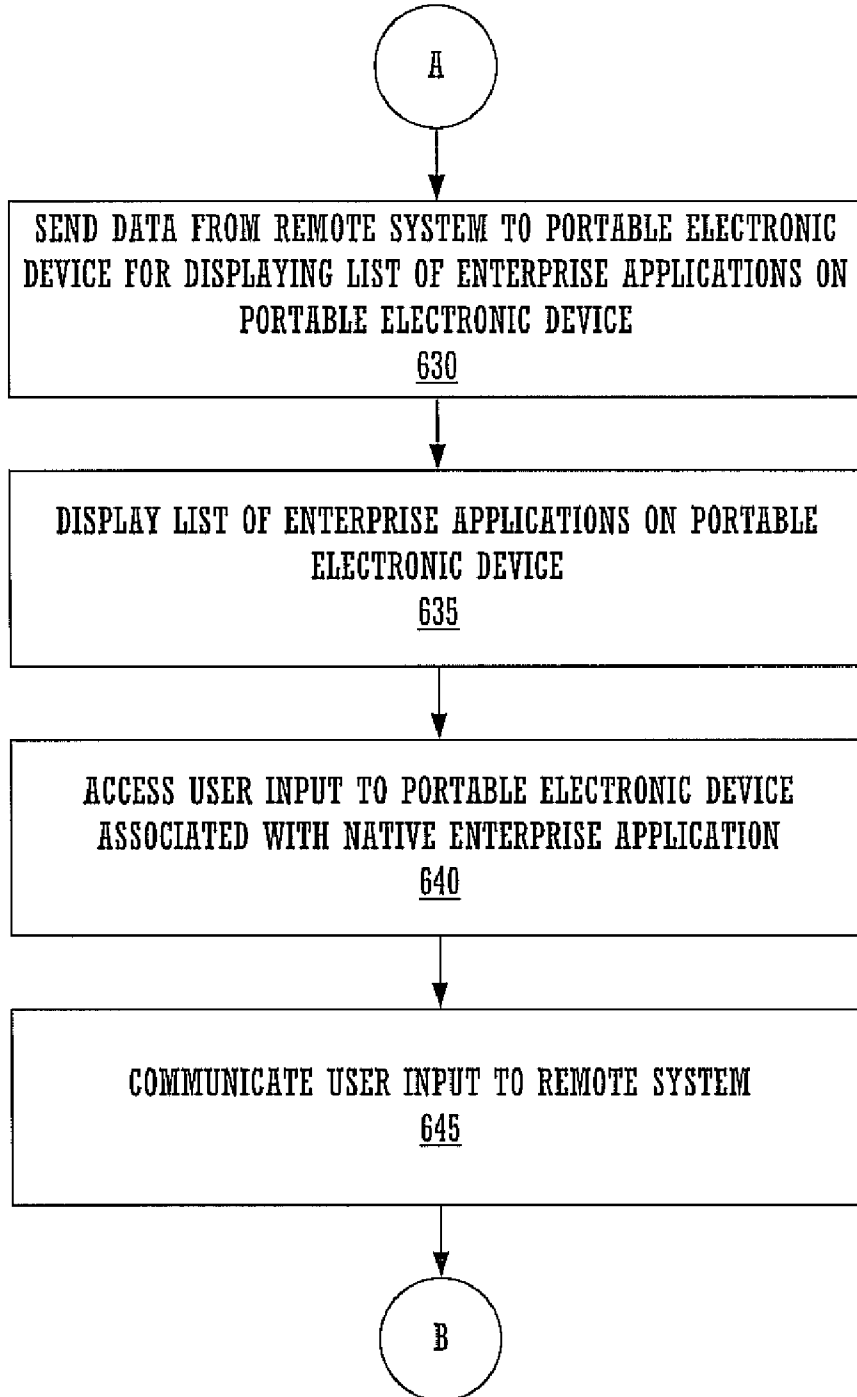 A
SEND DATA FROM REMOTE SYSTEM TO PORTABLE ELECTRONIC
DEVICE FOR DISPLAYING LIST OF ENTERPRISE APPLICATIONS ON
PORTABLE ELECTRONIC DEVICE
630
DISPLAY LIST OF ENTERPRISE APPLICATIONS ON PORTABLE
ELECTRONIC DEVICE
635
ACCESS USER INPUT TO PORTABLE ELECTRONIC DEVICE
ASSOCIATED WITH NATIVE ENTERPRISE APPLICATION
640
COMMUNICATE USER INPUT TO REMOTE SYSTEM
645
B